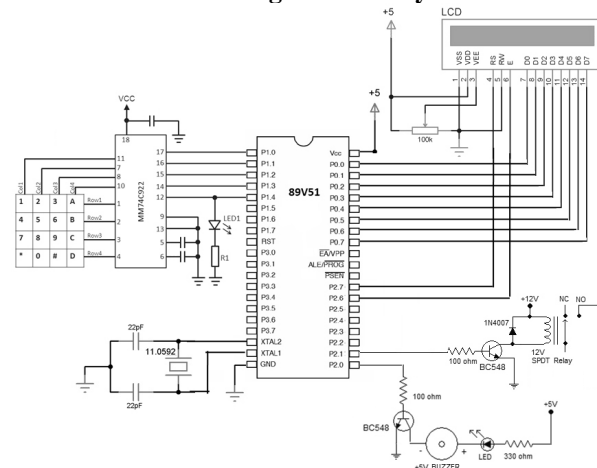 LCD
+5
+5
VSS
VDD
VEE
RS
RW
E
D0
D1
D2
D3
D4
D5
D6
D7
1
2
3
4
5
6
7
8
9
10
11
12
13
14
100k
VCC
18
MM74C922
11
2
7
8
10
1
2
3
4
17
16
15
14
12
9
13
5
6
Col1
Col2
Col3
Col4
1 2 3 A
4 5 6 B
7 8 9 C
* 0 # D
Row1
Row2
Row3
Row4
LED1
R1
89V51
P1.0
P1.1
P1.2
P1.3
P1.4
P1.5
P1.6
P1.7
RST
P3.0
P3.1
P3.2
P3.3
P3.4
P3.5
P3.6
P3.7
XTAL2
XTAL1
GND
Vcc
P0.0
P0.1
P0.2
P0.3
P0.4
P0.5
P0.6
P0.7
EA/VPP
ALE/PROG
PSEN
P2.7
P2.6
P2.5
P2.4
P2.3
P2.2
P2.1
P2.0
22pF
11.0592
22pF
+12V
NC
NO
1N4007
12V
SPDT Relay
100 ohm
BC548
100 ohm
BC548
+5V
- +
LED
330 ohm
+5V BUZZER